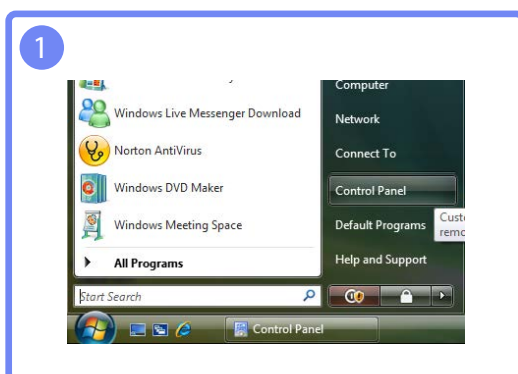 1
Computer
Windows Live Messenger Download
Network
Norton AntiVirus
Connect To
Windows DVD Maker
Control Panel
Windows Meeting Space
Default Programs
All Programs
Help and Support
Start Search
Control Panel